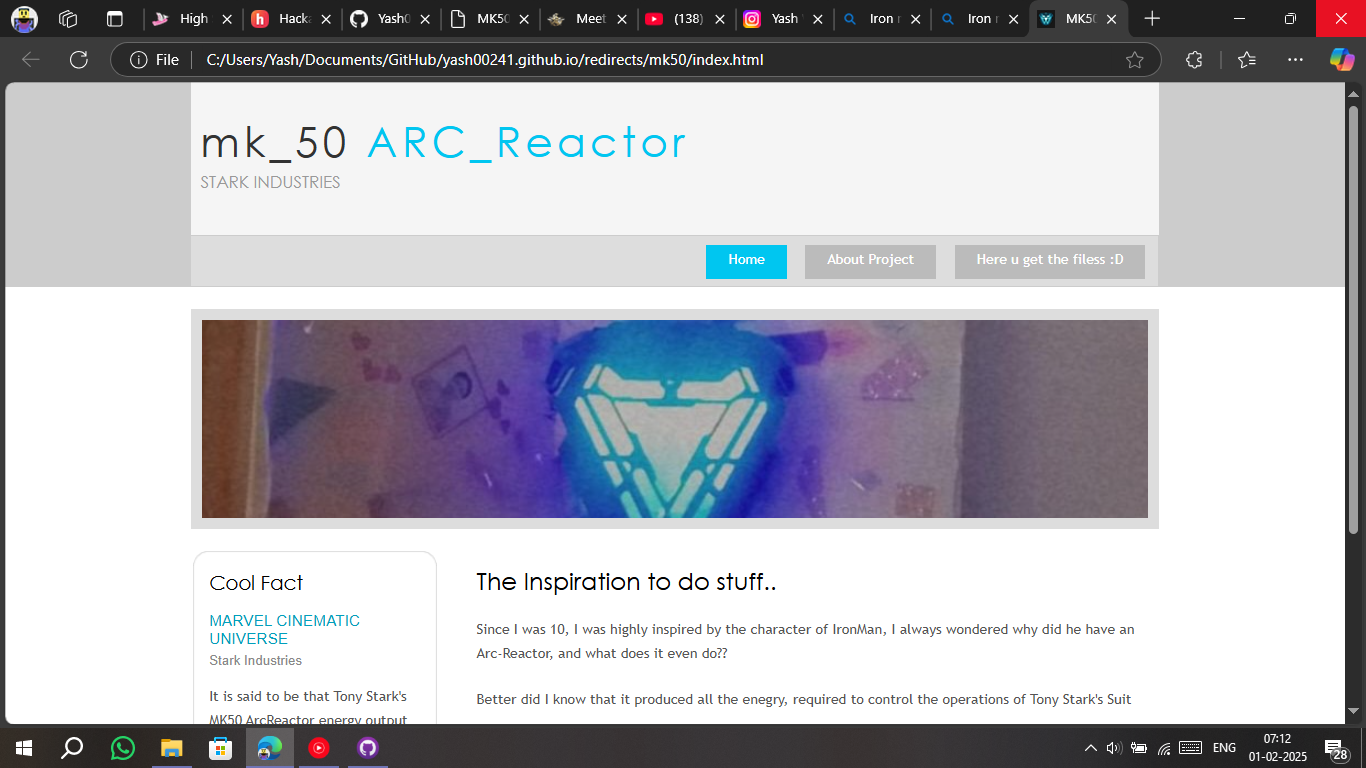 High
Hacka
Yash0
MK50
Meet
(138)
Yash
Iron
Iron
MK50
File
C:/Users/Yash/Documents/GitHub/yash00241.github.io/redirects/mk50/index.html
mk_50 ARC_Reactor
STARK INDUSTRIES
Home
About Project
Here u get the filess :D
Cool Fact
The Inspiration to do stuff..
MARVEL CINEMATIC
UNIVERSE
Stark Industries
Since I was 10, I was highly inspired by the character of IronMan, I always wondered why did he have an
Arc-Reactor, and what does it even do??
It is said to be that Tony Stark's
MK50 ArcReactor energy output
Better did I know that it produced all the enegry, required to control the operations of Tony Stark's Suit
ENG
07:12
01-02-2025
28